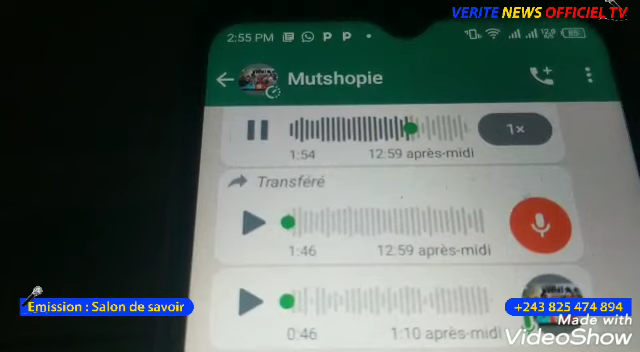 VERITE NEWS OFFICIEL TV
2:55 PM
Mutshopie
1×
1:54 12:59 après-midi
Transféré
1:46 12:59 après-midi
0:46 1:10 après-midi
Emission : Salon de savoir
+243 825 474 894
Made with
VideoShow